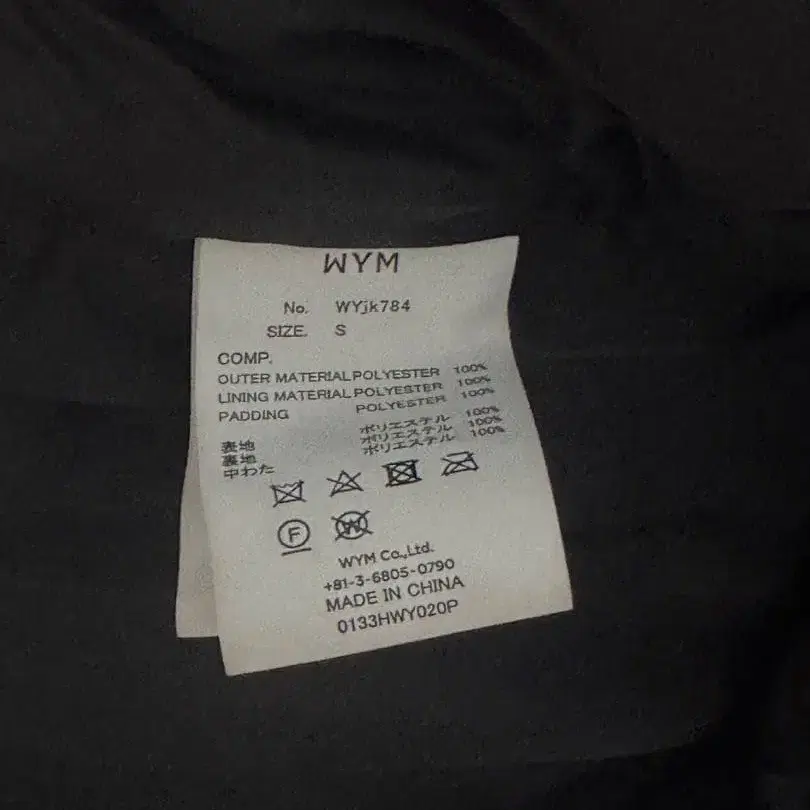 WYM
No. WYjk784
SIZE. S
COMP.
OUTER MATERIAL POLYESTER 100%
LINING MATERIAL POLYESTER 100%
PADDING POLYESTER 100%
表地 ポリエステル 100%
裏地 ポリエステル 100%
中わた ポリエステル 100%
F W
WYM Co.,Ltd.
+81-3-6805-0790
MADE IN CHINA
0133HWY020P